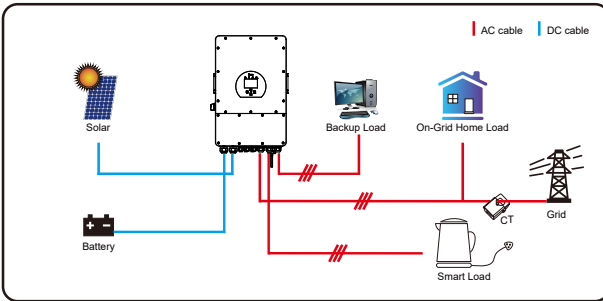 AC cable
DC cable
Solar
Backup Load
On-Grid Home Load
CT
Grid
Battery
Smart Load